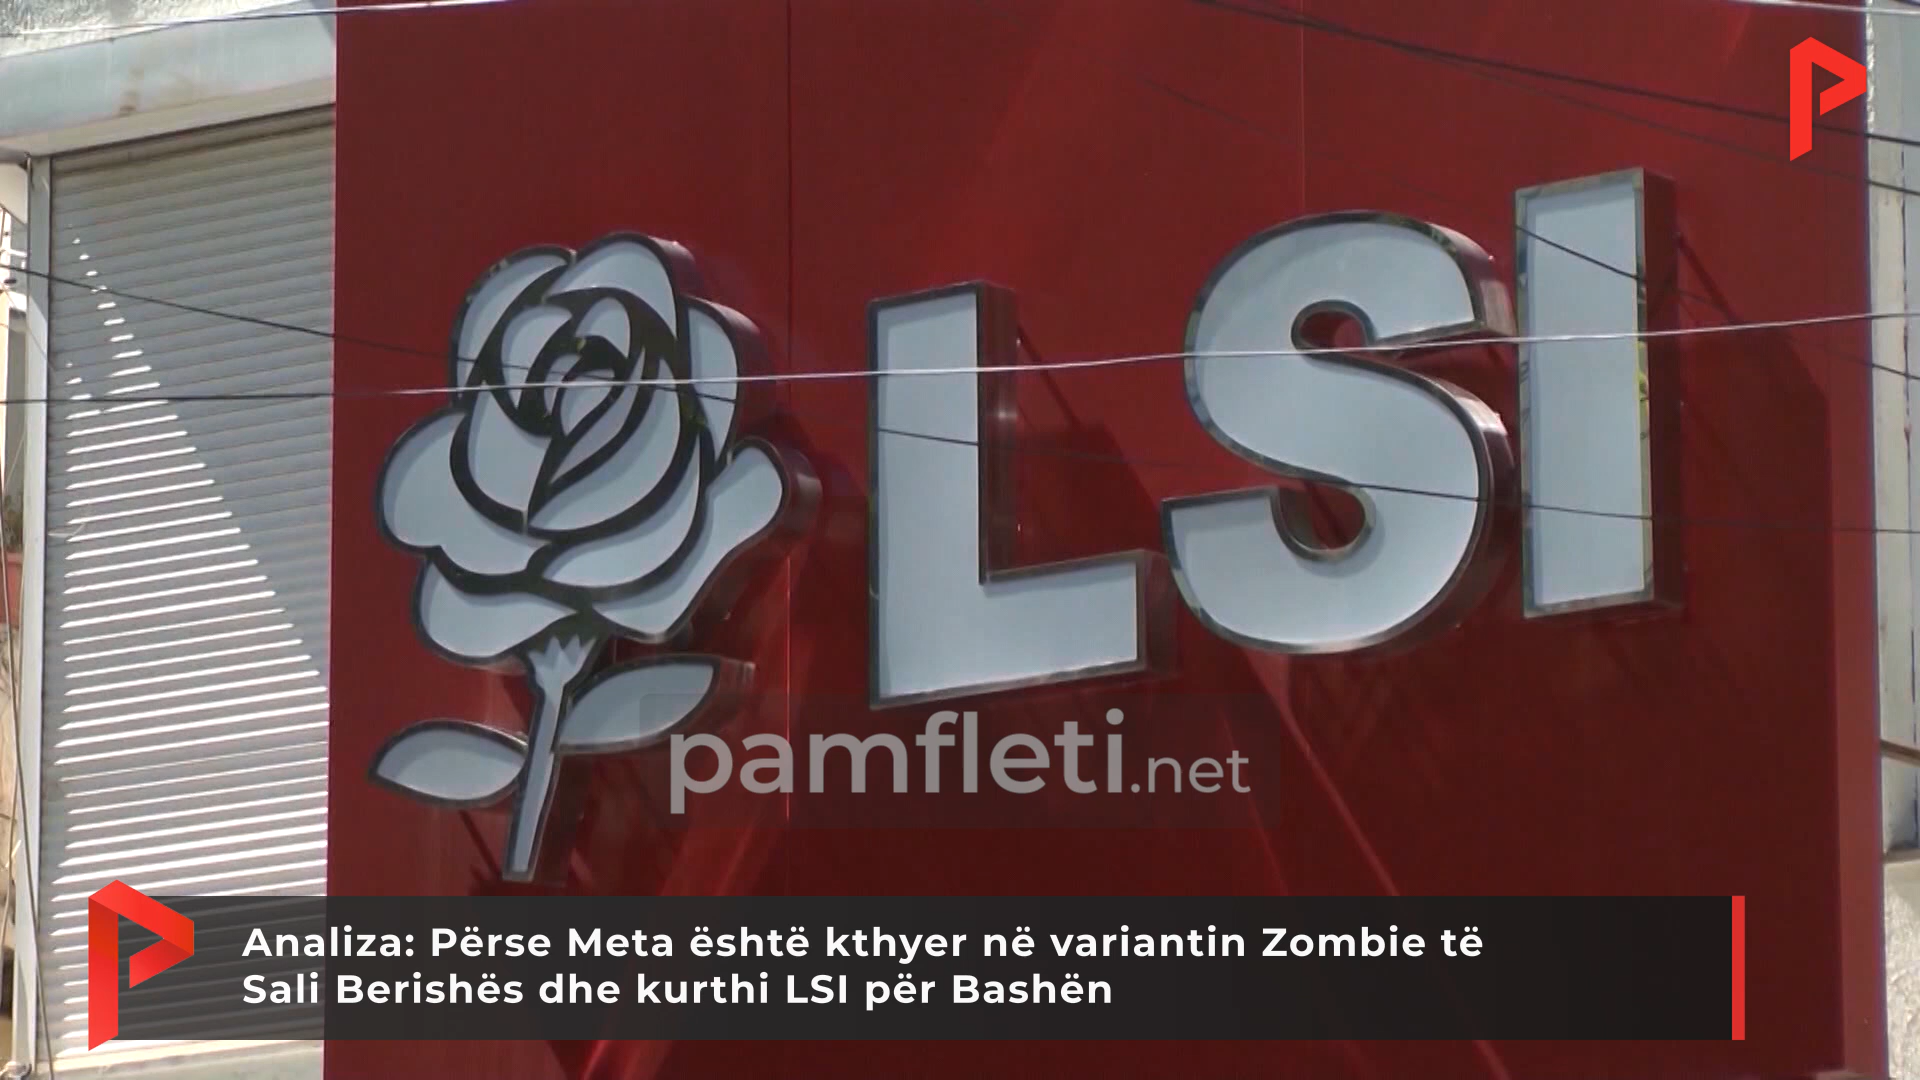 LSI
pamfleti.net
Analiza: Përse Meta është kthyer në variantin Zombie të
Sali Berishës dhe kurthi LSI për Bashën